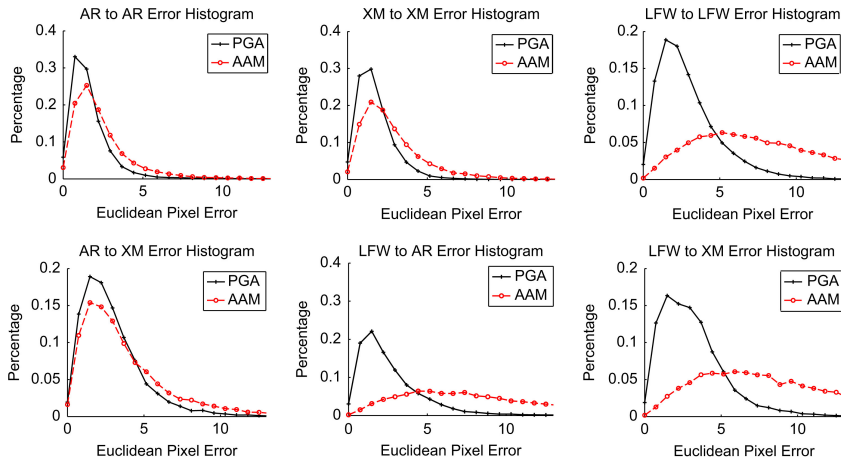 AR to AR Error Histogram
0.4
0.3
0.2
0.1
0
Percentage
PGA
AAM
0 5 10
Euclidean Pixel Error
XM to XM Error Histogram
0.4
0.3
0.2
0.1
0
Percentage
PGA
AAM
0 5 10
Euclidean Pixel Error
LFW to LFW Error Histogram
0.2
0.15
0.1
0.05
0
Percentage
PGA
AAM
0 5 10
Euclidean Pixel Error
AR to XM Error Histogram
0.2
0.15
0.1
0.05
0
Percentage
PGA
AAM
0 5 10
Euclidean Pixel Error
LFW to AR Error Histogram
0.4
0.3
0.2
0.1
0
Percentage
PGA
AAM
0 5 10
Euclidean Pixel Error
LFW to XM Error Histogram
0.2
0.15
0.1
0.05
0
Percentage
PGA
AAM
0 5 10
Euclidean Pixel Error